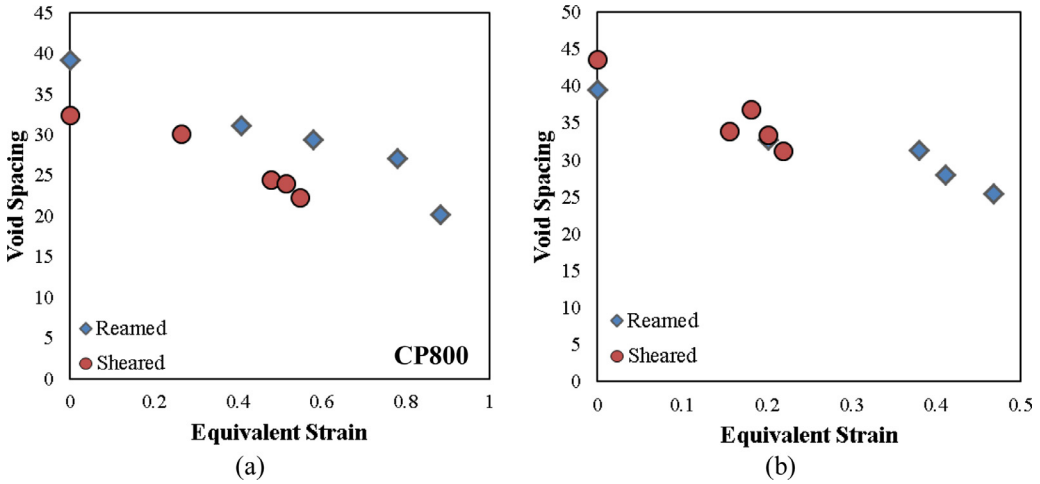 45
40
35
30
25
20
15
10
5
0
Void Spacing
Reamed
Sheared
CP800
0 0.2 0.4 0.6 0.8 1
Equivalent Strain
(a)
50
45
40
35
30
25
20
15
10
5
0
Void Spacing
Reamed
Sheared
0 0.1 0.2 0.3 0.4 0.5
Equivalent Strain
(b)